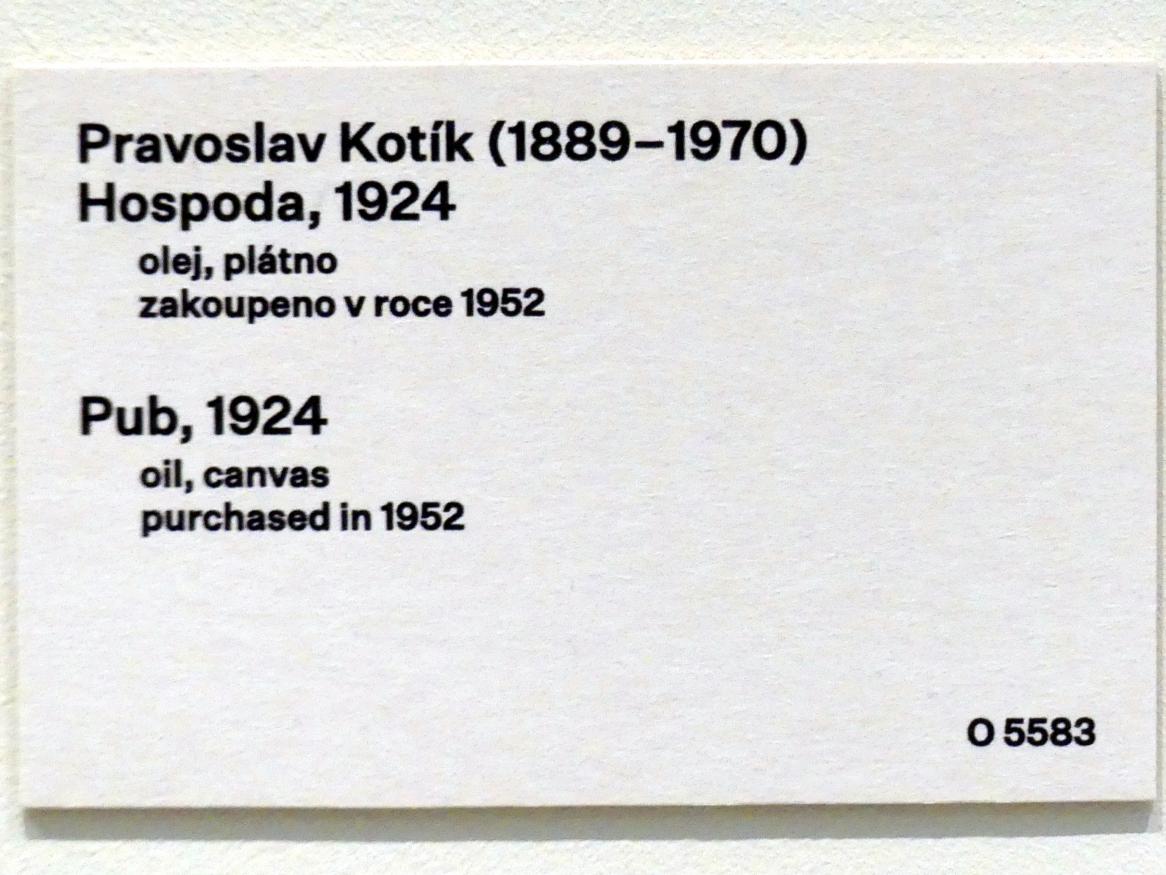 Pravoslav Kotík (1889–1970)
Hospoda, 1924
olej, plátno
zakoupeno v roce 1952
Pub, 1924
oil, canvas
purchased in 1952
O 5583